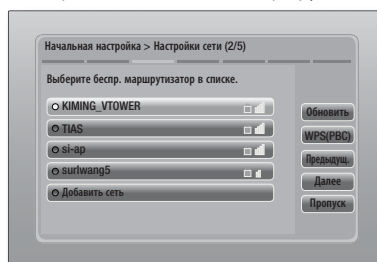 Начальная настройка > Настройки сети (2/5)
Выберите беспр. маршрутизатор в списке.
KIMING_VTOWER
TIAS
si-ap
surlwang5
Добавить сеть
Обновить
WPS(PBC)
Предыдущ.
Далее
Пропуск